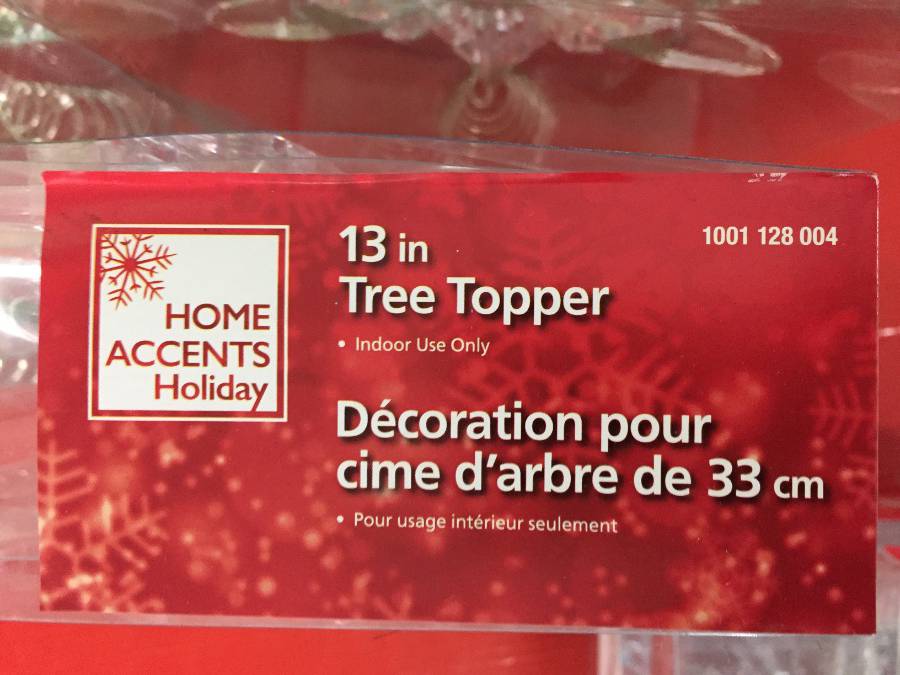 HOME
ACCENTS
Holiday
13 in
Tree Topper
• Indoor Use Only
1001 128 004
Décoration pour
cime d'arbre de 33 cm
• Pour usage intérieur seulement